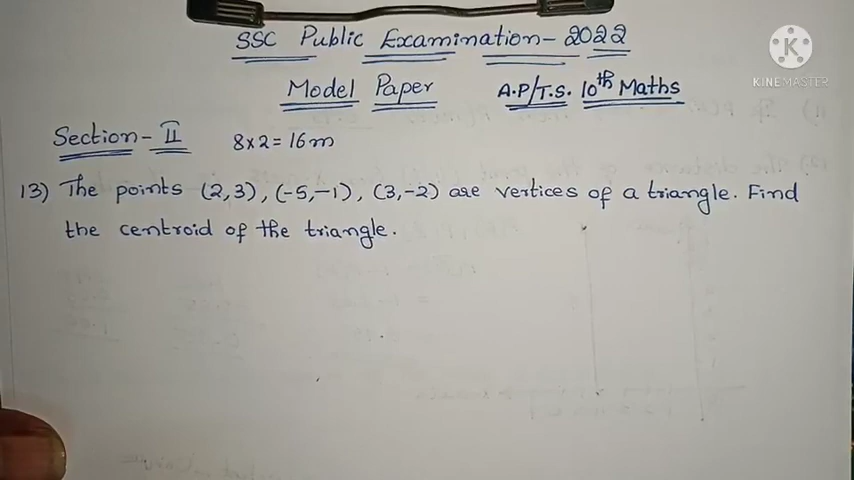 SSC Public Examination-2022
Model Paper A.P/T.S. 10th Maths
Section-II 8x2=16m
13) The points (2,3), (-5,-1), (3,-2) are vertices of a triangle. Find
the centroid of the triangle.
K
KINEMASTER